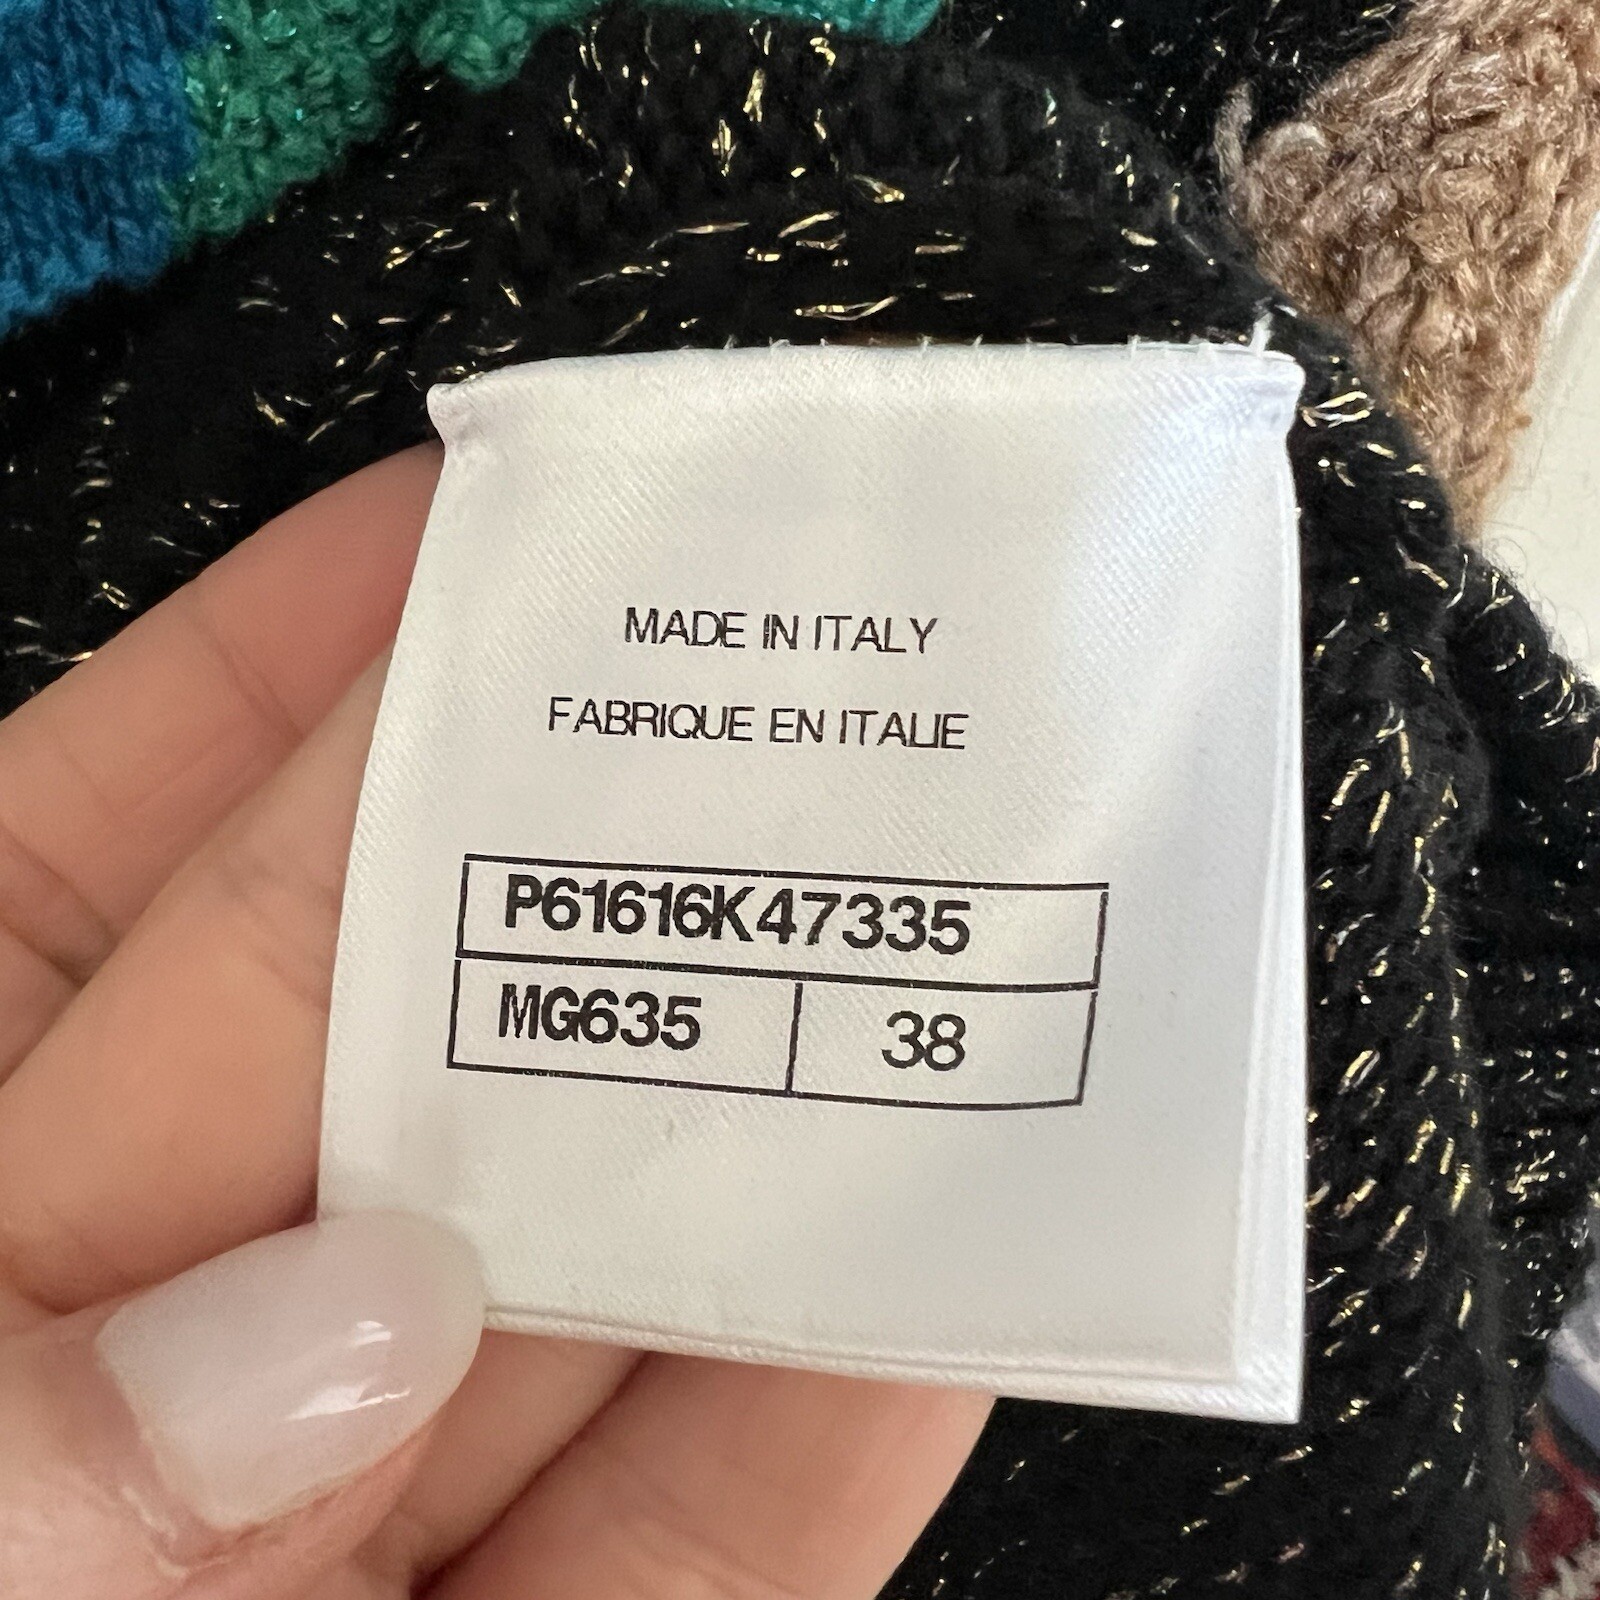 MADE IN ITALY
FABRIQUE EN ITALIE
P61616K47335
MG635 38